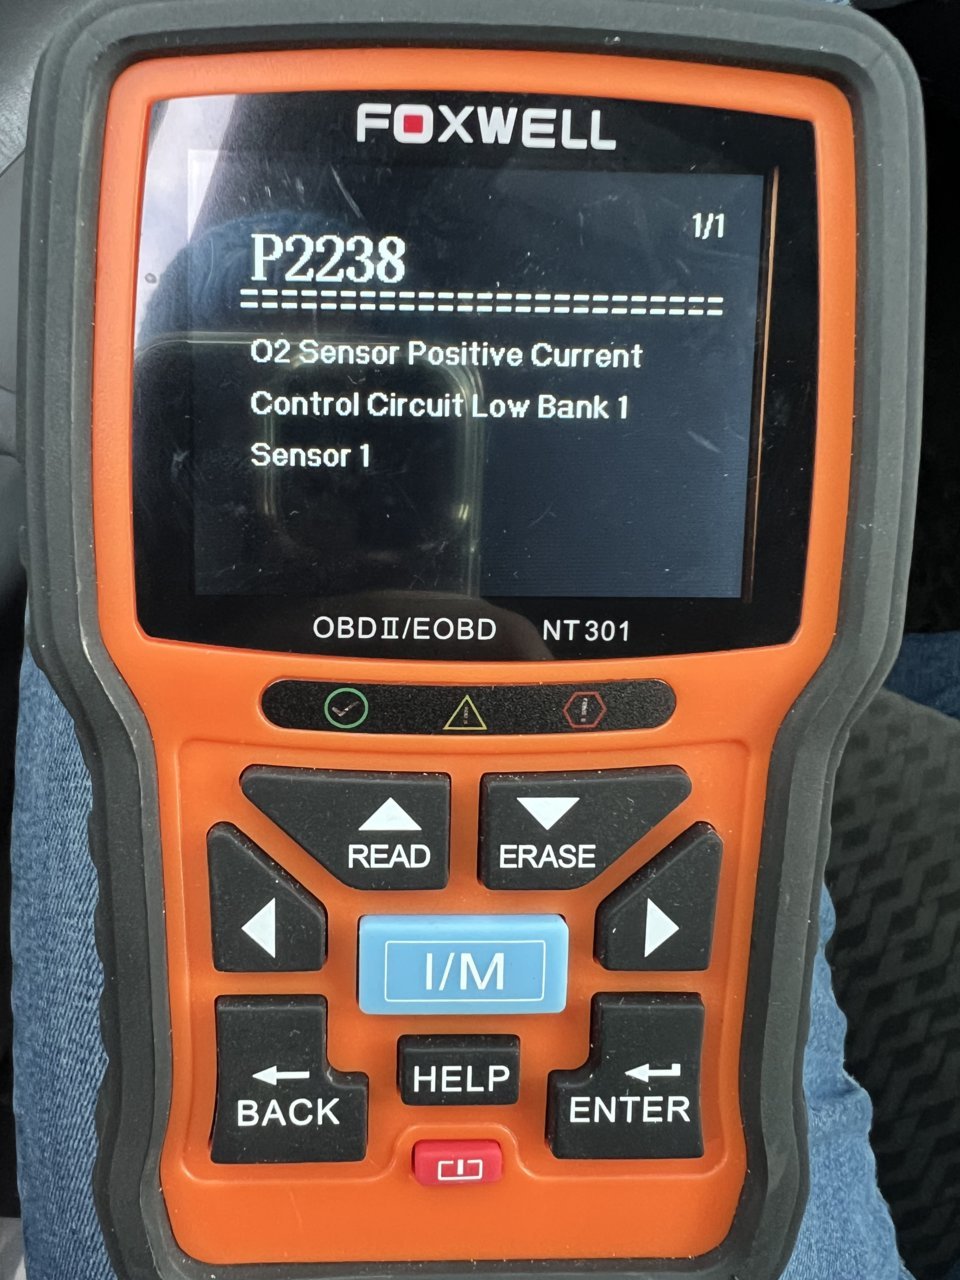 FOXWELL
1/1
P2238
O2 Sensor Positive Current
Control Circuit Low Bank 1
Sensor 1
OBDII/EOBD NT301
READ
ERASE
I/M
HELP
BACK
ENTER